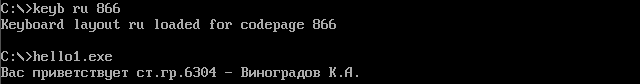 C:\>keyb ru 866
Keyboard layout ru loaded for codepage 866
C:\>hello1.exe
Вас приветствует ст.гр.6304 - Виноградов К.А.